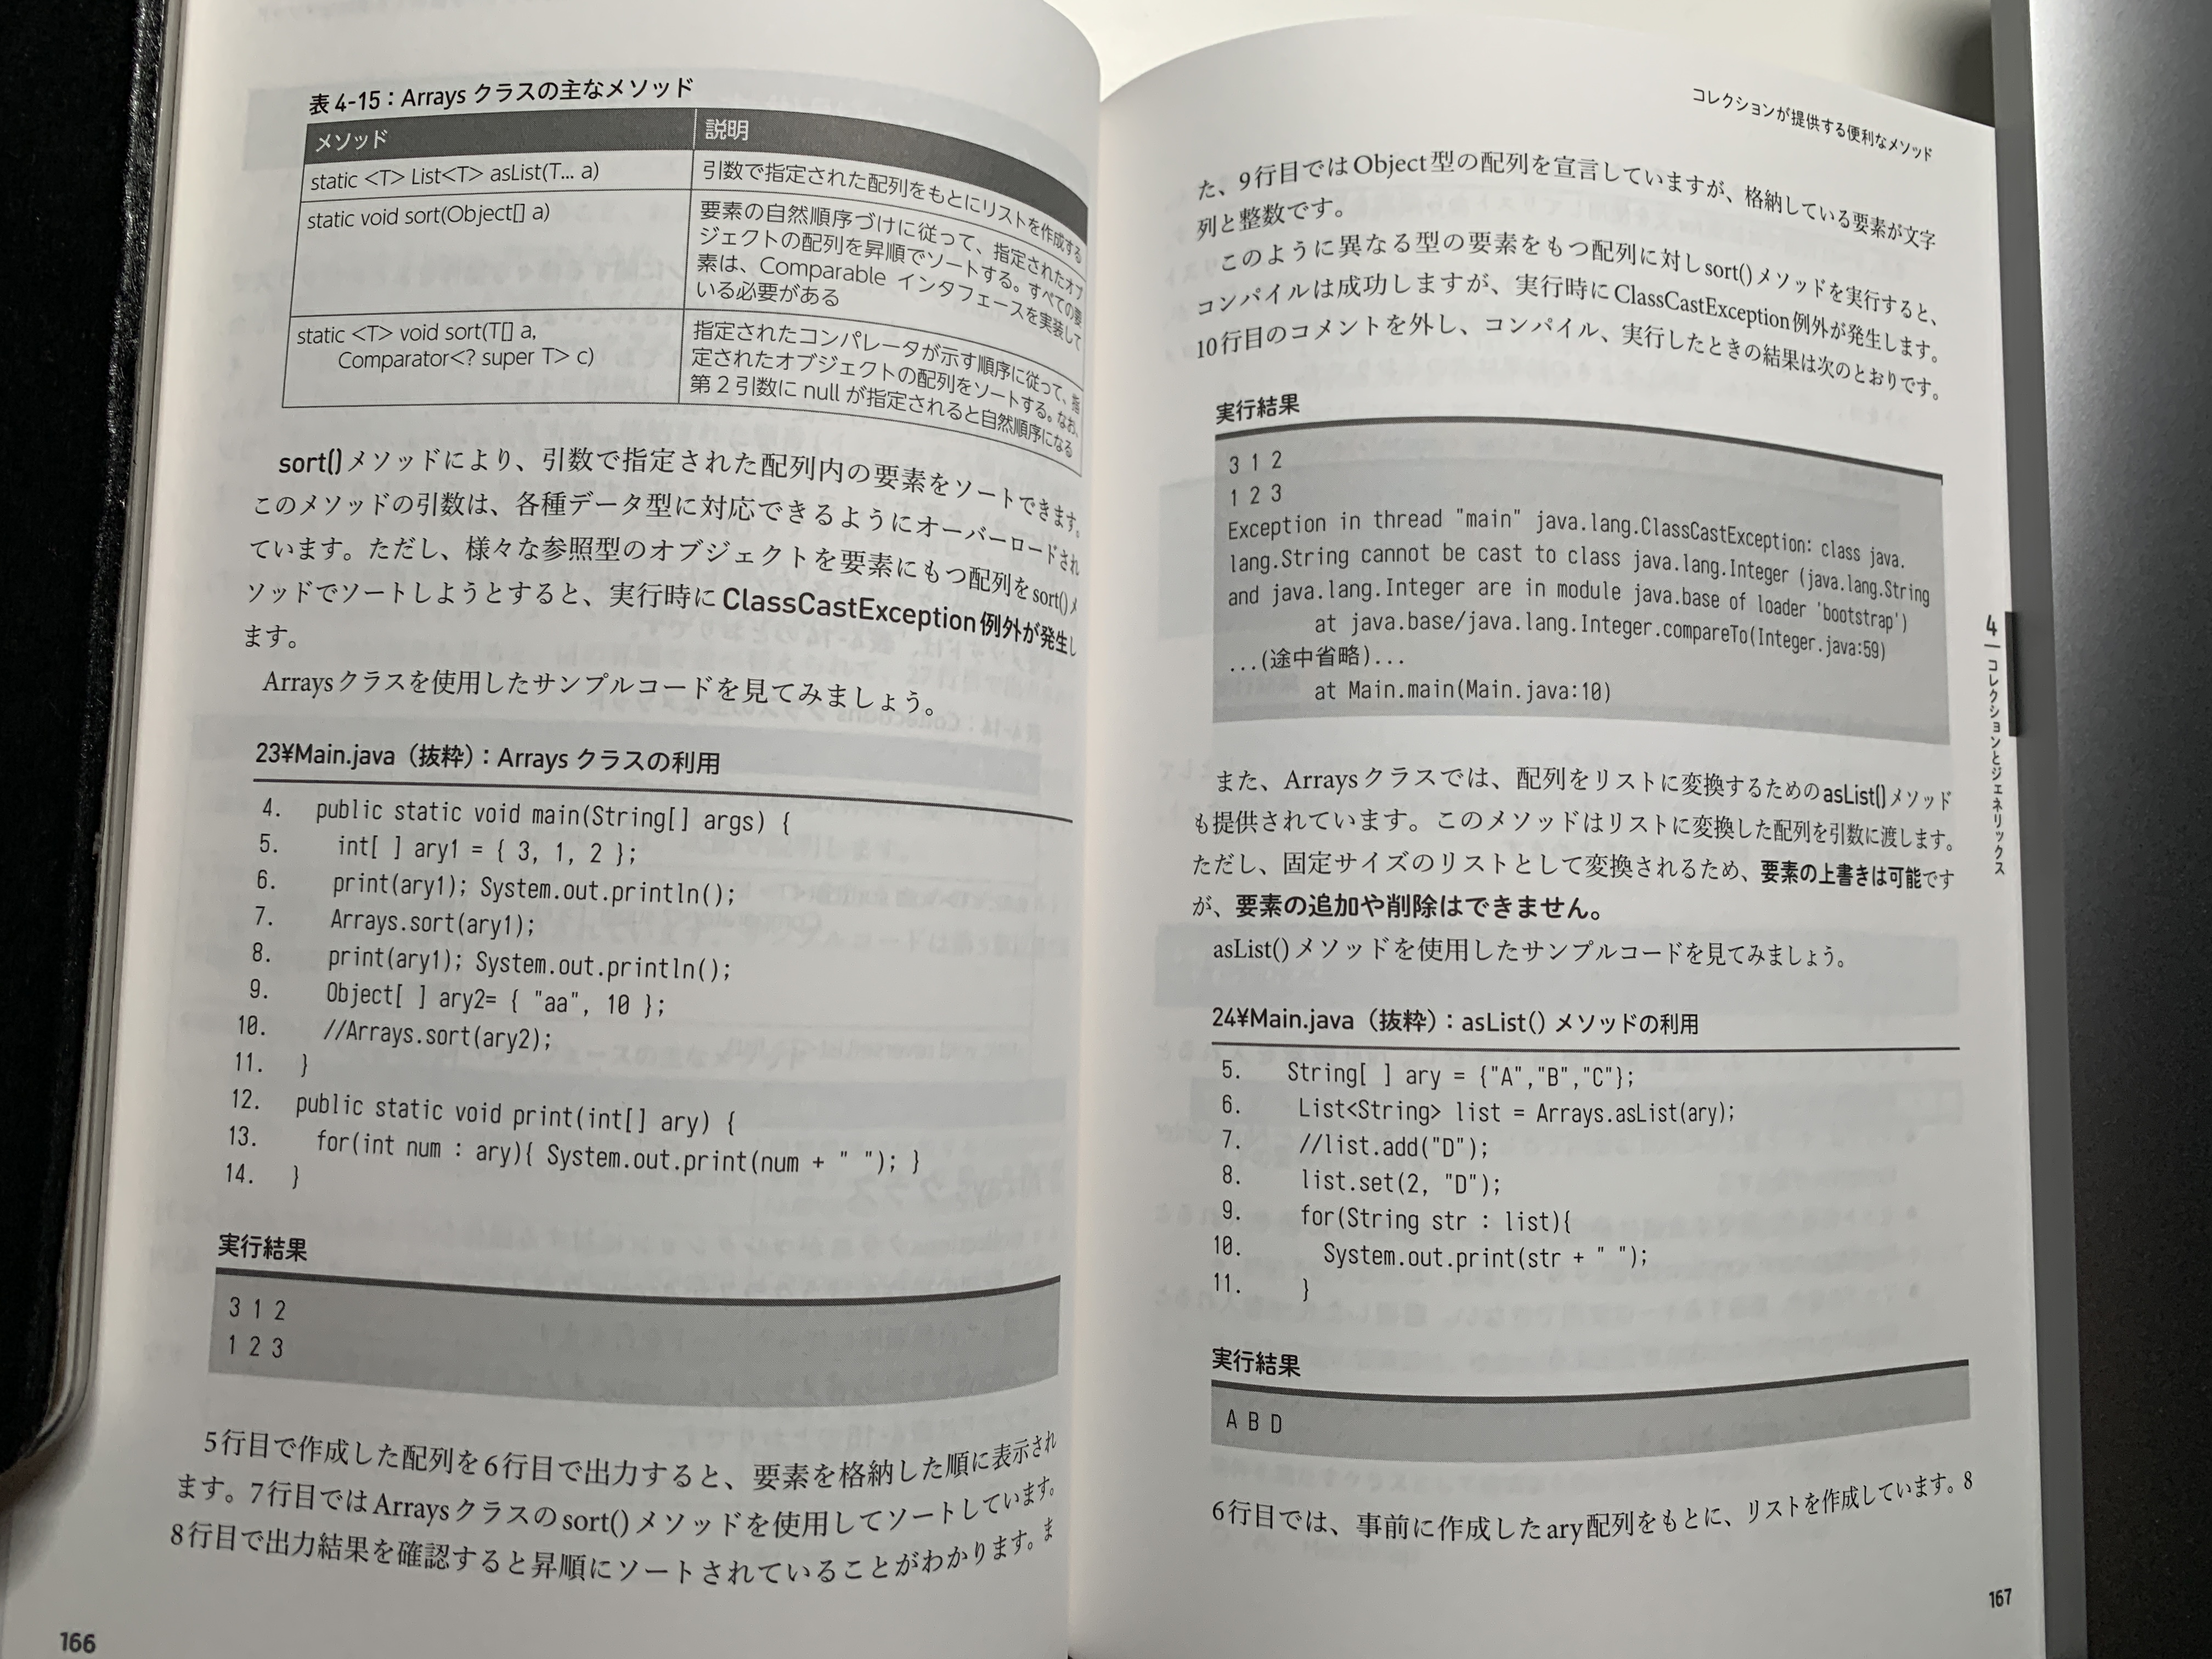 表4-15：Arrays クラスの主なメソッド
メソッド
説明
static <T> List<T> asList(T... a)
引数で指定された配列をもとにリストを作成する
static void sort(Object[] a)
要素の自然順序づけに従って、指定されたオブ
ジェクトの配列を昇順でソートする。すべての要
素は、Comparable インタフェースを実装して
いる必要がある
static <T> void sort(T[] a,
Comparator<? super T> c)
指定されたコンパレータが示す順序に従って、指
定されたオブジェクトの配列をソートする。なお、
第2引数に null が指定されると自然順序になる
sort()メソッドにより、引数で指定された配列内の要素をソートできます。
このメソッドの引数は、各種データ型に対応できるようにオーバーロードされ
ています。ただし、様々な参照型のオブジェクトを要素にもつ配列をsort()メ
ソッドでソートしようとすると、実行時にClassCastException例外が発生し
ます。
Arraysクラスを使用したサンプルコードを見てみましょう。
23¥Main.java（抜粋）：Arrays クラスの利用
4. public static void main(String[] args) {
5. int[ ] ary1 = { 3, 1, 2 };
6. print(ary1); System.out.println();
7. Arrays.sort(ary1);
8. print(ary1); System.out.println();
9. Object[ ] ary2= { "aa", 10 };
10. //Arrays.sort(ary2);
11. }
12. public static void print(int[] ary) {
13. for(int num : ary){ System.out.print(num + " "); }
14. }
実行結果
3 1 2
1 2 3
5行目で作成した配列を6行目で出力すると、要素を格納した順に表示され
ます。7行目ではArraysクラスのsort()メソッドを使用してソートしています。
8行目で出力結果を確認すると昇順にソートされていることがわかります。ま
166
コレクションが提供する便利なメソッド
た、9行目ではObject型の配列を宣言していますが、格納している要素が文字
列と整数です。
このように異なる型の要素をもつ配列に対しsort()メソッドを実行すると、
コンパイルは成功しますが、実行時にClassCastException例外が発生します。
10行目のコメントを外し、コンパイル、実行したときの結果は次のとおりです。
実行結果
3 1 2
1 2 3
Exception in thread "main" java.lang.ClassCastException: class java.
lang.String cannot be cast to class java.lang.Integer (java.lang.String
and java.lang.Integer are in module java.base of loader 'bootstrap')
at java.base/java.lang.Integer.compareTo(Integer.java:59)
...(途中省略)...
at Main.main(Main.java:10)
また、Arraysクラスでは、配列をリストに変換するためのasList()メソッド
も提供されています。このメソッドはリストに変換した配列を引数に渡します。
ただし、固定サイズのリストとして変換されるため、要素の上書きは可能です
が、要素の追加や削除はできません。
asList()メソッドを使用したサンプルコードを見てみましょう。
24¥Main.java（抜粋）：asList() メソッドの利用
5. String[ ] ary = {"A","B","C"};
6. List<String> list = Arrays.asList(ary);
7. //list.add("D");
8. list.set(2, "D");
9. for(String str : list){
10. System.out.print(str + " ");
11. }
実行結果
A B D
6行目では、事前に作成したary配列をもとに、リストを作成しています。8
4 コレクションとジェネリックス
167